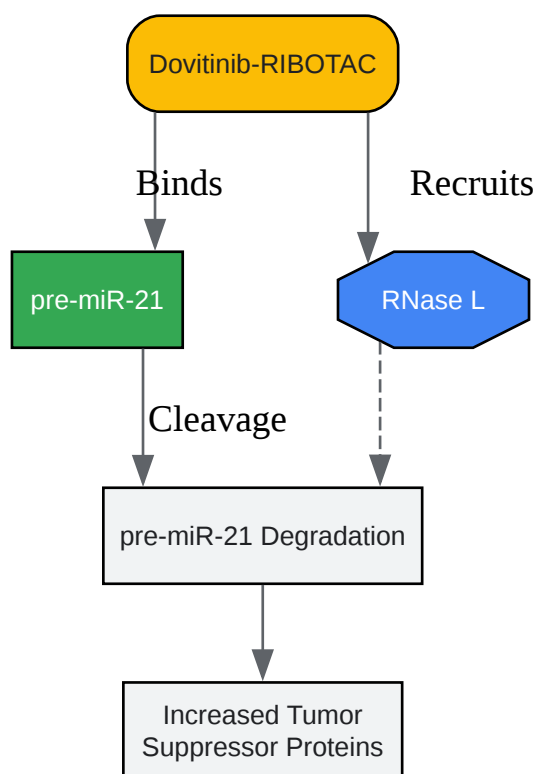 Dovitinib-RIBOTAC
Binds
Recruits
pre-miR-21
RNase L
Cleavage
pre-miR-21 Degradation
Increased Tumor
Suppressor Proteins